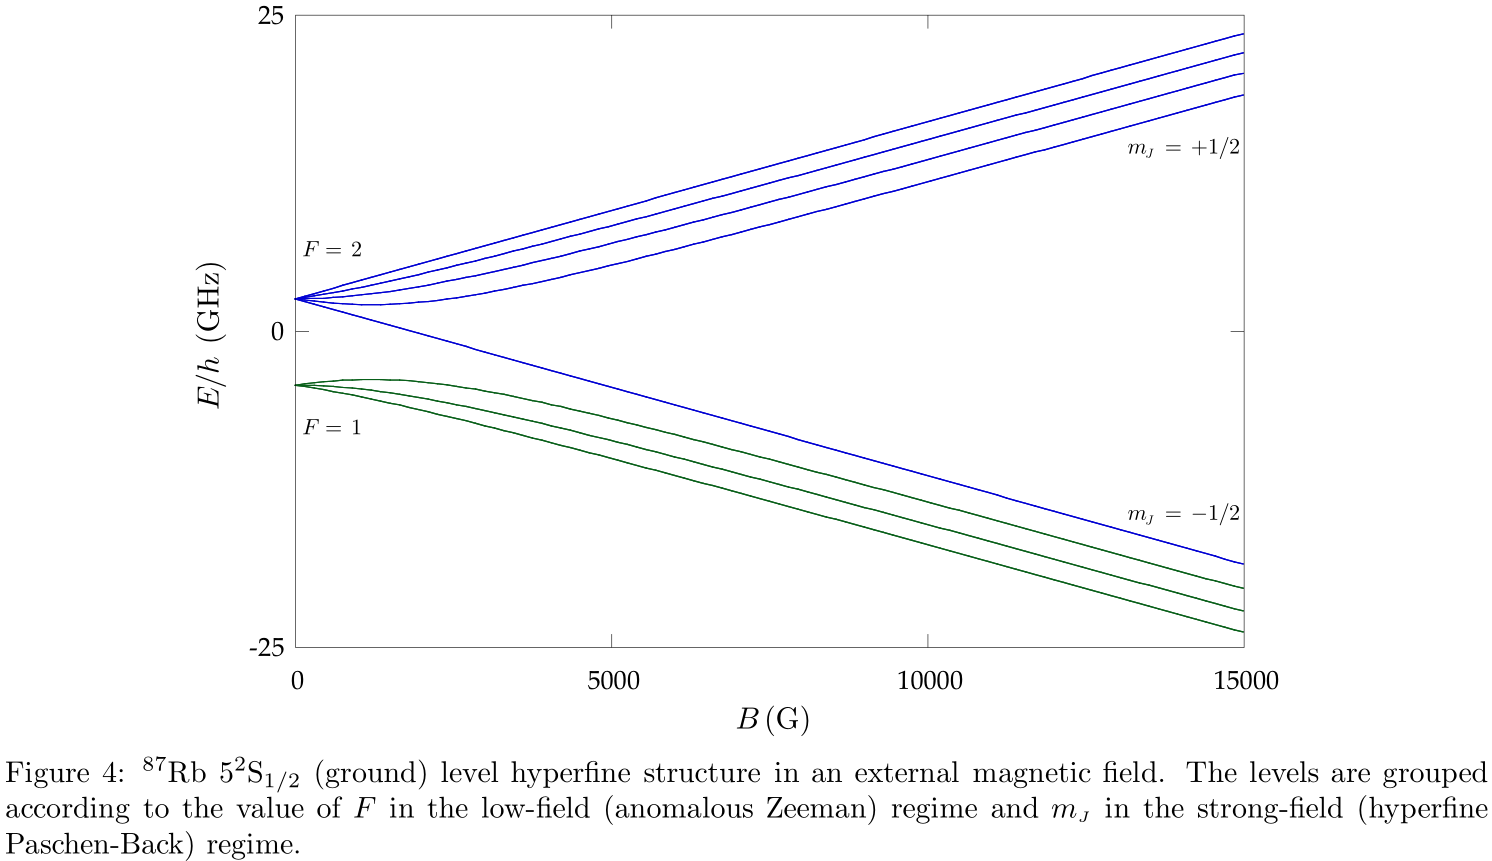 25
m_J = +1/2
F = 2
E/h (GHz)
0
F = 1
m_J = −1/2
-25
0 5000 10000 15000
B (G)
Figure 4: ⁸⁷Rb 5²S₁/₂ (ground) level hyperfine structure in an external magnetic field. The levels are grouped
according to the value of F in the low-field (anomalous Zeeman) regime and m_J in the strong-field (hyperfine
Paschen-Back) regime.